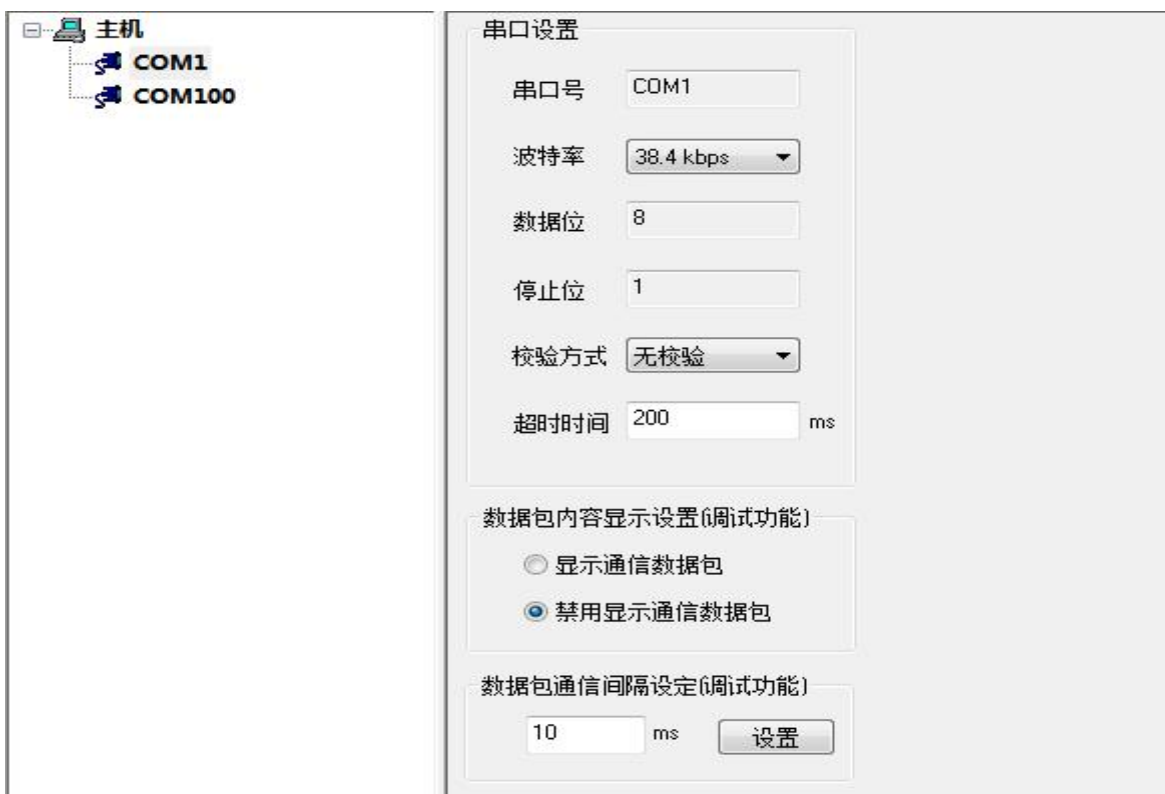 主机
COM1
COM100
串口设置
串口号 COM1
波特率 38.4 kbps
数据位 8
停止位 1
校验方式 无校验
超时时间 200 ms
数据包内容显示设置(调试功能)
显示通信数据包
禁用显示通信数据包
数据包通信间隔设定(调试功能)
10 ms 设置